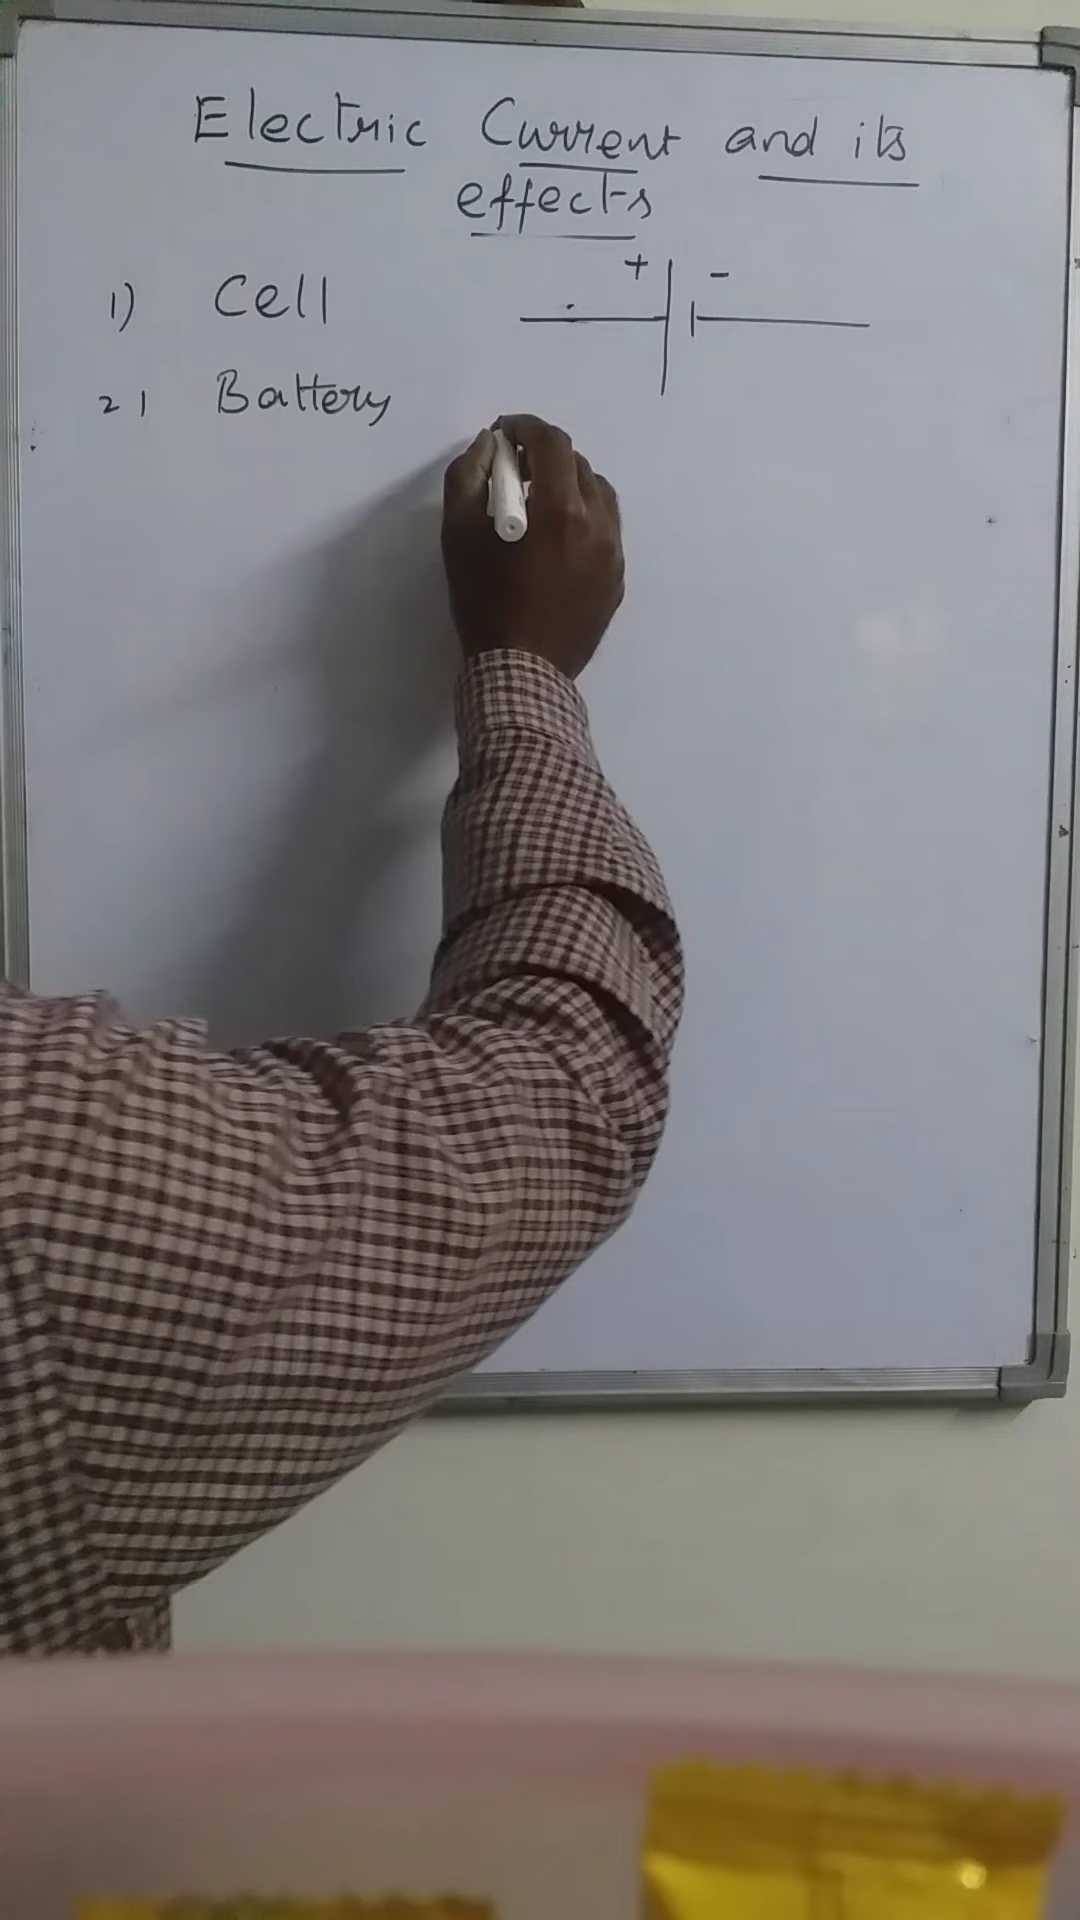 Electric Current and its
effects
1) Cell + -
2) Battery